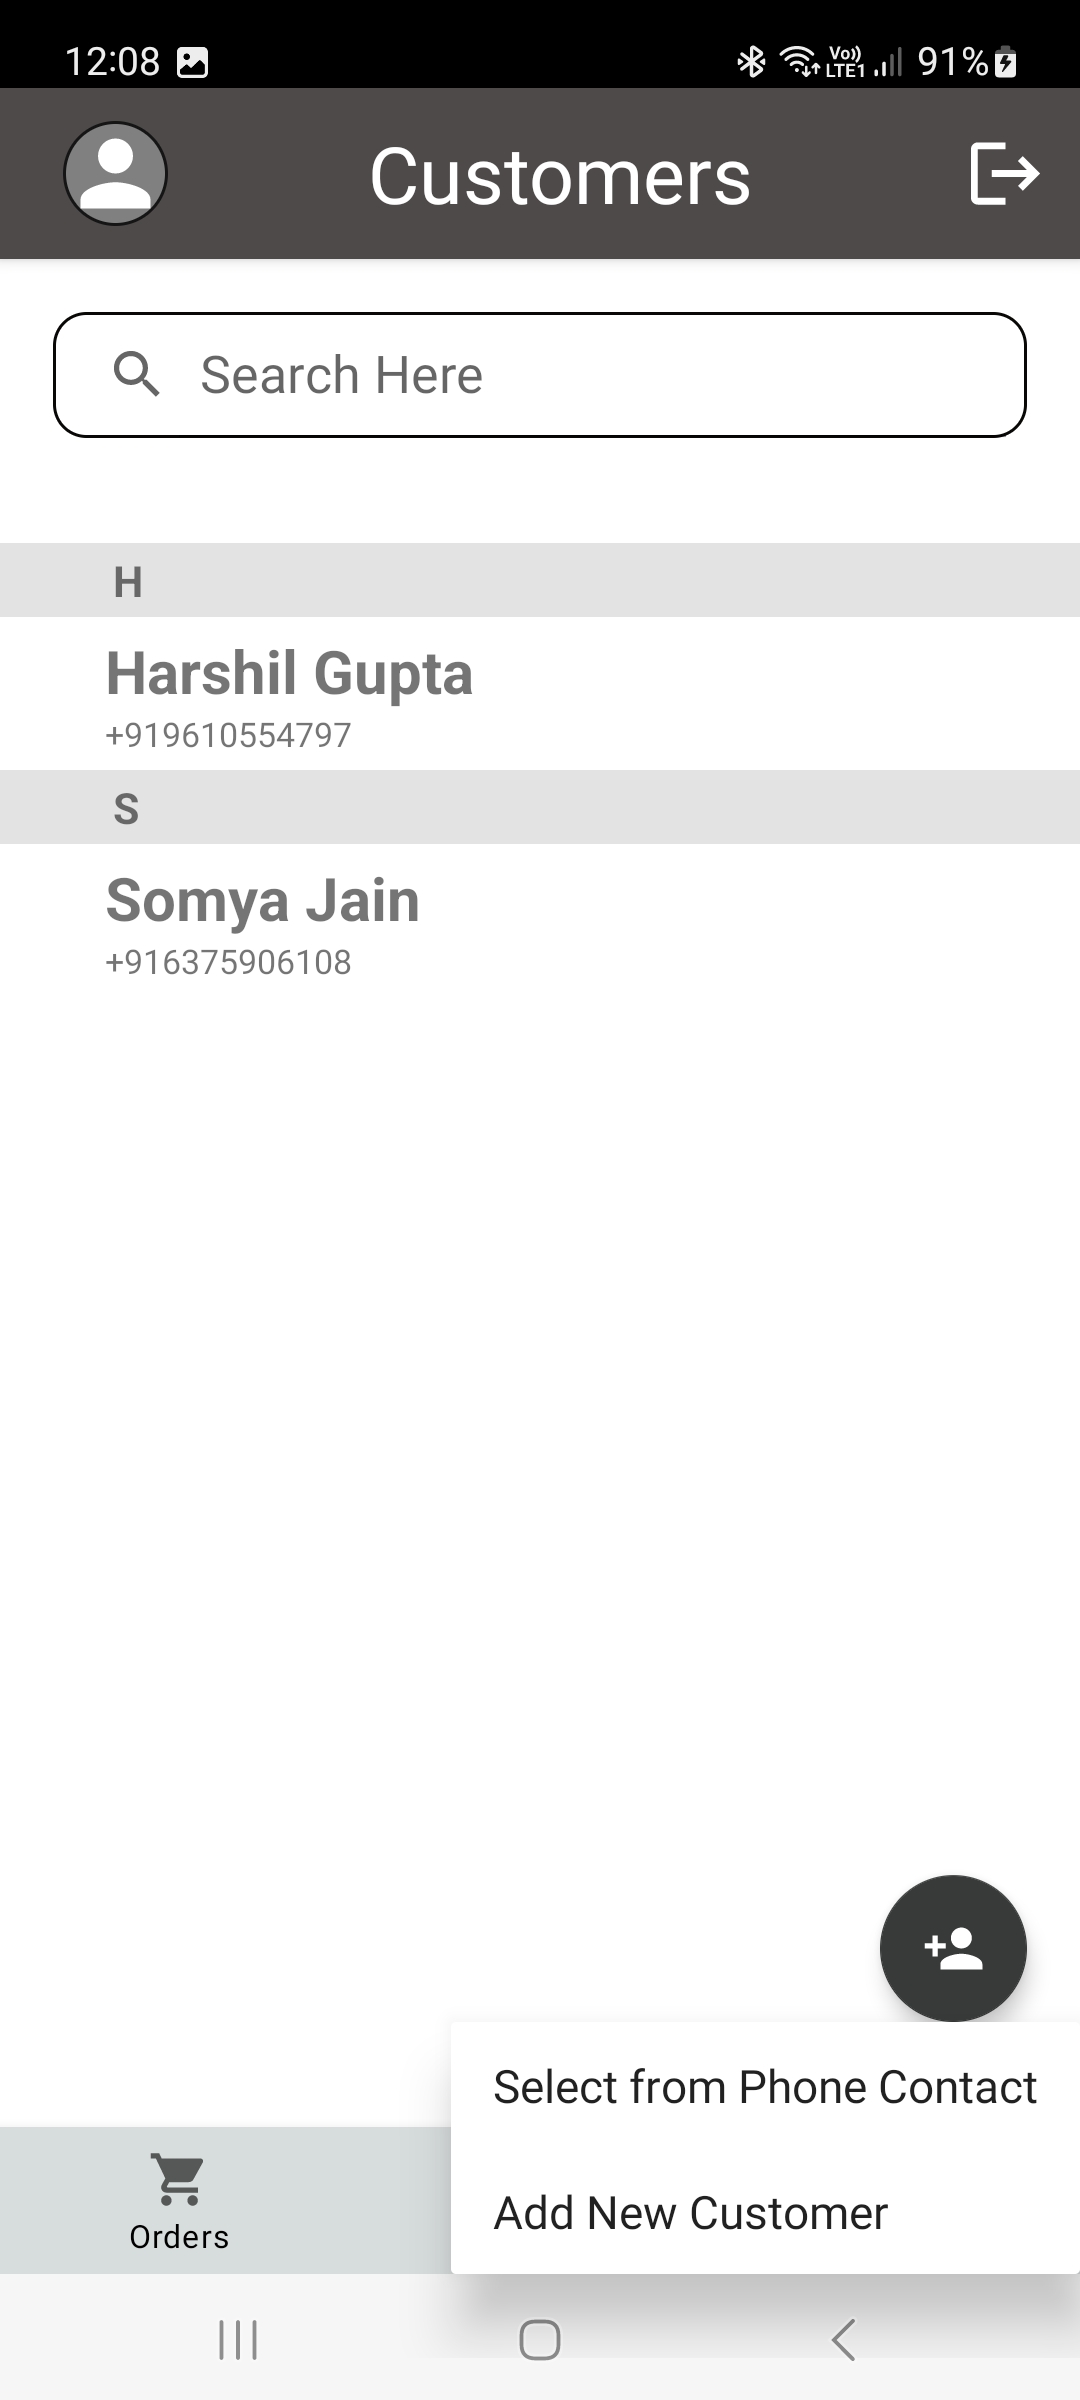 12:08
Vo)) LTE1 91%
Customers
Search Here
H
Harshil Gupta
+919610554797
S
Somya Jain
+916375906108
Select from Phone Contact
Add New Customer
Orders